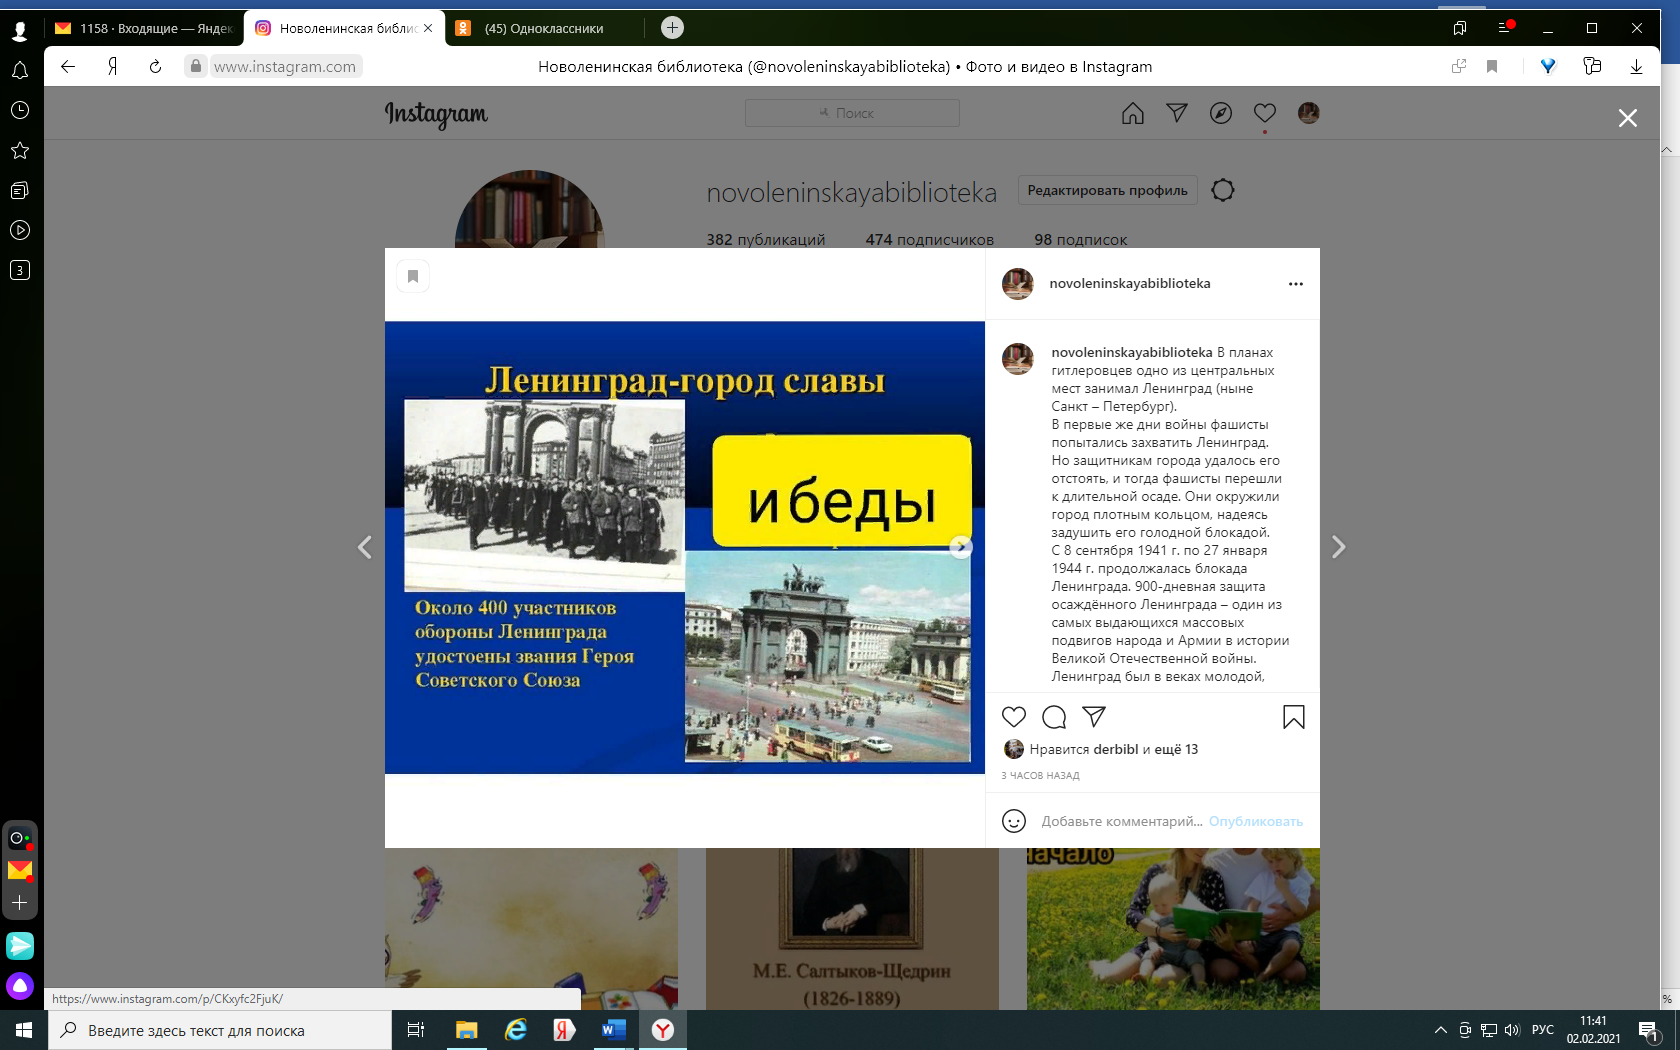 1158 · Входящие — Яндек
Новоленинская библис
(45) Одноклассники
www.instagram.com
Новоленинская библиотека (@novoleninskayabiblioteka) • Фото и видео в Instagram
Instagram
Поиск
novoleninskayabiblioteka
Редактировать профиль
382 публикаций 474 подписчиков 98 подписок
3
Ленинград-город славы
и беды
Около 400 участников
обороны Ленинграда
удостоены звания Героя
Советского Союза
novoleninskayabiblioteka
novoleninskayabiblioteka В планах
гитлеровцев одно из центральных
мест занимал Ленинград (ныне
Санкт – Петербург).
В первые же дни войны фашисты
попытались захватить Ленинград.
Но защитникам города удалось его
отстоять, и тогда фашисты перешли
к длительной осаде. Они окружили
город плотным кольцом, надеясь
задушить его голодной блокадой.
С 8 сентября 1941 г. по 27 января
1944 г. продолжалась блокада
Ленинграда. 900-дневная защита
осаждённого Ленинграда – один из
самых выдающихся массовых
подвигов народа и Армии в истории
Великой Отечественной войны.
Ленинград был в веках молодой,
Нравится derbibl и ещё 13
3 ЧАСОВ НАЗАД
Добавьте комментарий... Опубликовать
начало
М.Е. Салтыков-Щедрин
(1826-1889)
https://www.instagram.com/p/CKxyfc2FjuK/
%
Введите здесь текст для поиска
РУС
11:41
02.02.2021
1